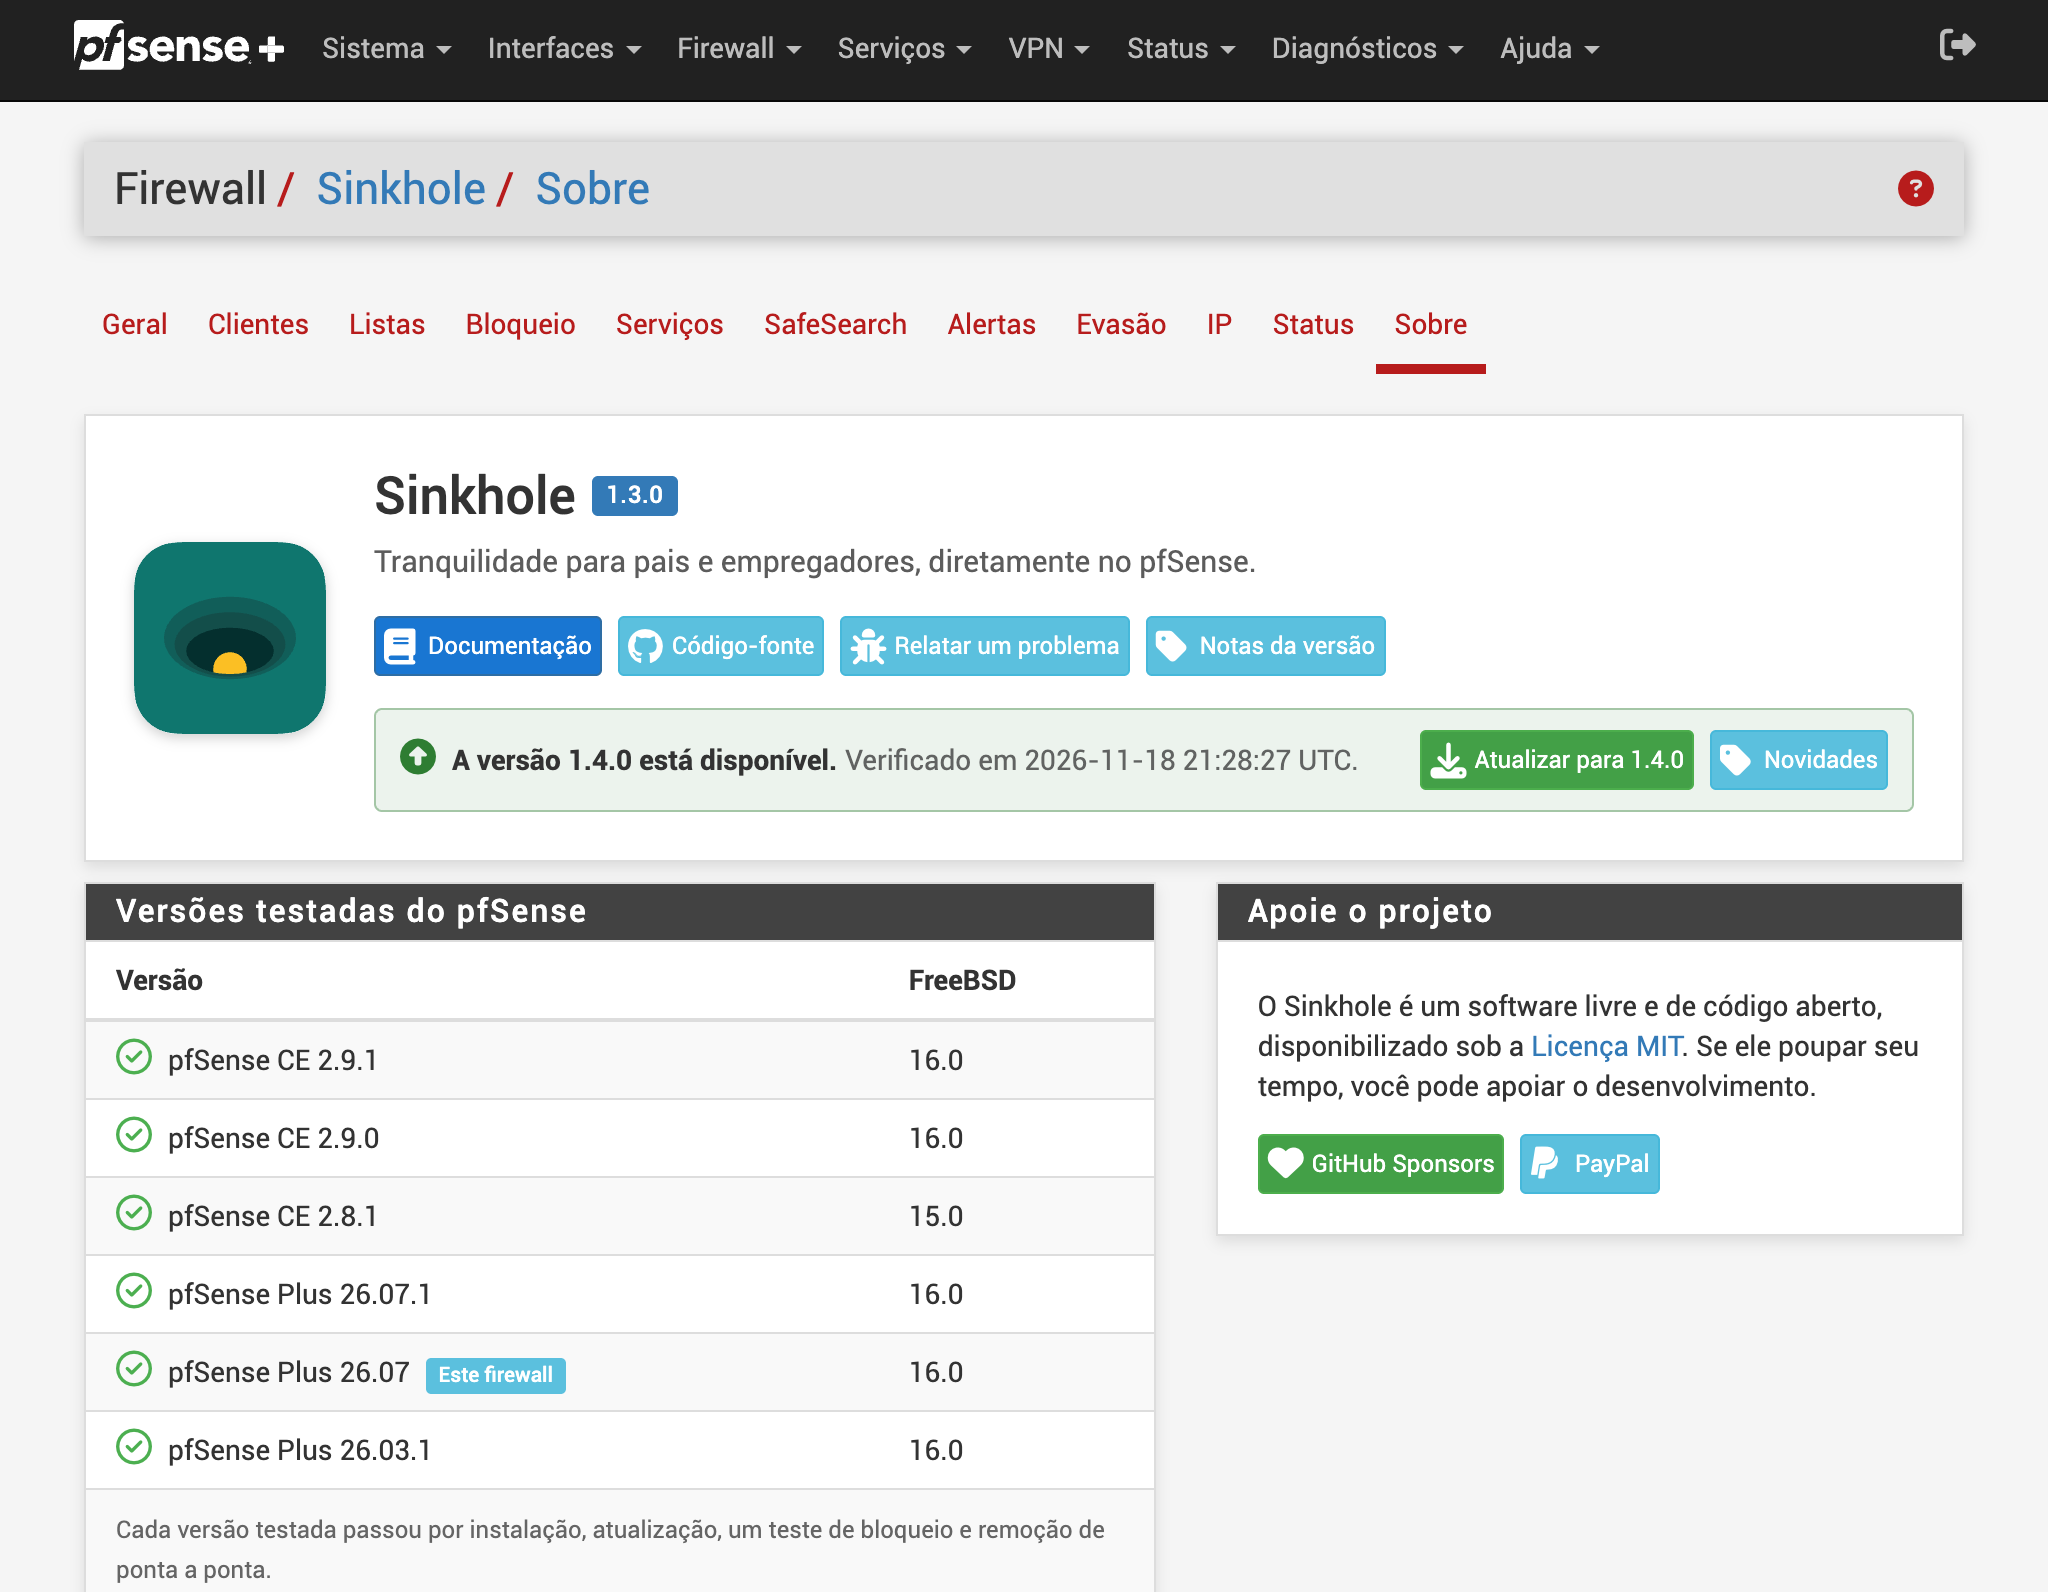 pfsense +
Sistema
Interfaces
Firewall
Serviços
VPN
Status
Diagnósticos
Ajuda
Firewall / Sinkhole / Sobre
?
Geral
Clientes
Listas
Bloqueio
Serviços
SafeSearch
Alertas
Evasão
IP
Status
Sobre
Sinkhole 1.3.0
Tranquilidade para pais e empregadores, diretamente no pfSense.
Documentação
Código-fonte
Relatar um problema
Notas da versão
A versão 1.4.0 está disponível. Verificado em 2026-11-18 21:28:27 UTC.
Atualizar para 1.4.0
Novidades
Versões testadas do pfSense
Versão FreeBSD
pfSense CE 2.9.1 16.0
pfSense CE 2.9.0 16.0
pfSense CE 2.8.1 15.0
pfSense Plus 26.07.1 16.0
pfSense Plus 26.07 Este firewall 16.0
pfSense Plus 26.03.1 16.0
Cada versão testada passou por instalação, atualização, um teste de bloqueio e remoção de
ponta a ponta.
Apoie o projeto
O Sinkhole é um software livre e de código aberto,
disponibilizado sob a Licença MIT. Se ele poupar seu
tempo, você pode apoiar o desenvolvimento.
GitHub Sponsors
PayPal